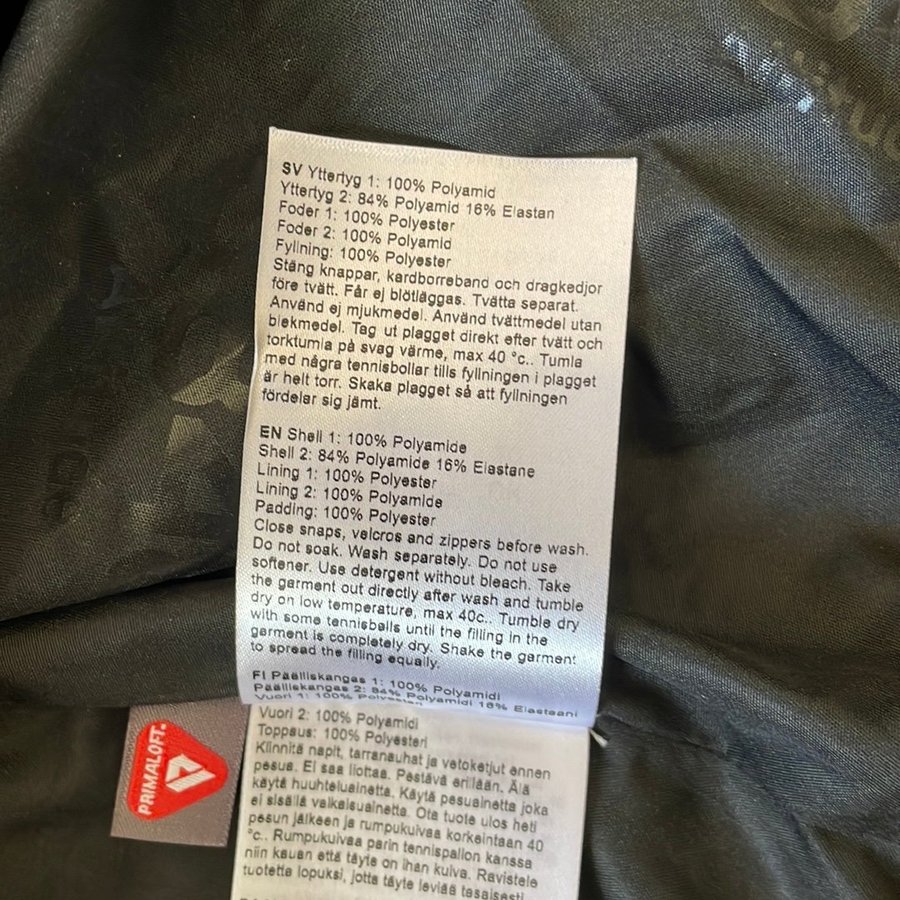 SV Yttertyg 1: 100% Polyamid
Yttertyg 2: 84% Polyamid 16% Elastan
Foder 1: 100% Polyester
Foder 2: 100% Polyamid
Fyllning: 100% Polyester
Stäng knappar, kardborreband och dragkedjor
före tvätt. Får ej blötläggas. Tvätta separat.
Använd ej mjukmedel. Använd tvättmedel utan
blekmedel. Tag ut plagget direkt efter tvätt och
torktumla på svag värme, max 40 °c.. Tumla
med några tennisbollar tills fyllningen i plagget
är helt torr. Skaka plagget så att fyllningen
fördelar sig jämt.
EN Shell 1: 100% Polyamide
Shell 2: 84% Polyamide 16% Elastane
Lining 1: 100% Polyester
Lining 2: 100% Polyamide
Padding: 100% Polyester
Close snaps, velcros and zippers before wash.
Do not soak. Wash separately. Do not use
softener. Use detergent without bleach. Take
the garment out directly after wash and tumble
dry on low temperature, max 40c.. Tumble dry
with some tennisballs until the filling in the
garment is completely dry. Shake the garment
to spread the filling equally.
FI Päälliskangas 1: 100% Polyamidi
Päälliskangas 2: 84% Polyamidi 16% Elastaani
Vuori 1: 100% Polyesteri
Vuori 2: 100% Polyamidi
Toppaus: 100% Polyesteri
Kiinnitä napit, tarranauhat ja vetoketjut ennen
pesua. Ei saa liottaa. Pestävä erillään. Älä
käytä huuhteluainetta. Käytä pesuainetta joka
ei sisällä valkaisuainetta. Ota tuote ulos heti
pesun jälkeen ja rumpukuivaa korkeintaan 40
°c.. Rumpukuivaa parin tennispallon kanssa
niin kauan että täyte on ihan kuiva. Ravistele
tuotetta lopuksi, jotta täyte leviää tasaisesti
PRIMALOFT